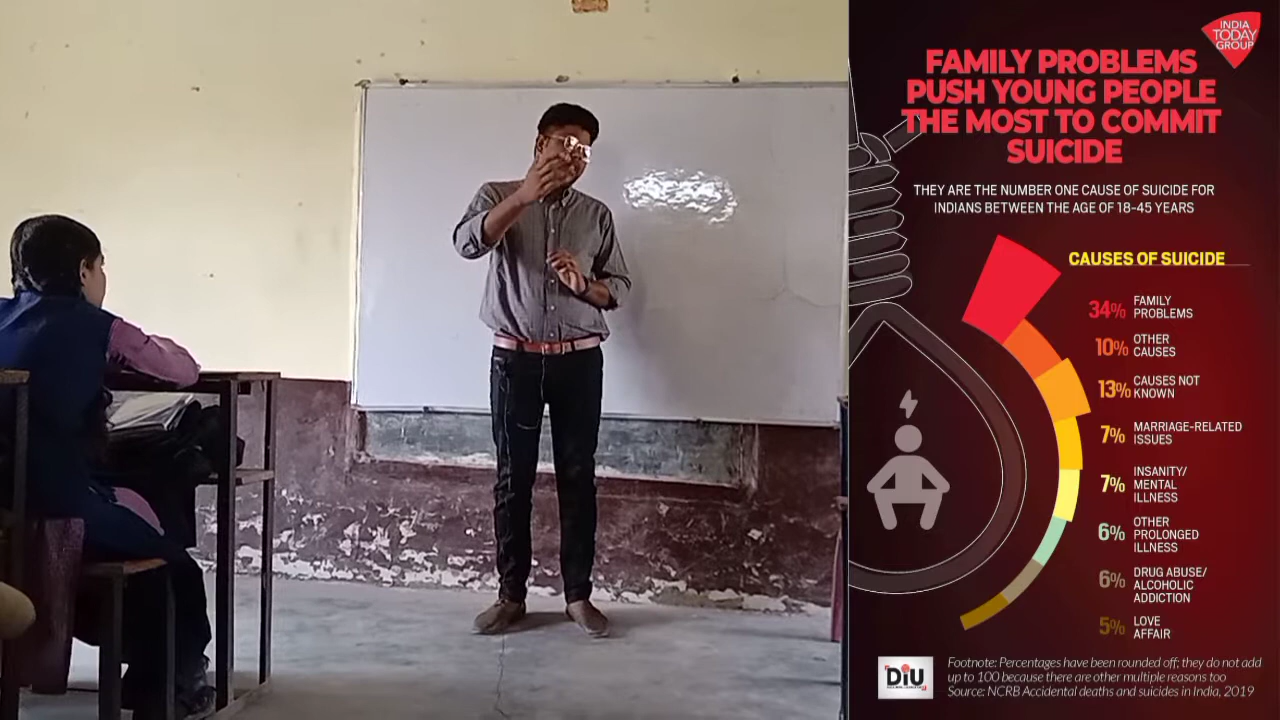 INDIA
TODAY
GROUP
FAMILY PROBLEMS
PUSH YOUNG PEOPLE
THE MOST TO COMMIT
SUICIDE
THEY ARE THE NUMBER ONE CAUSE OF SUICIDE FOR
INDIANS BETWEEN THE AGE OF 18-45 YEARS
CAUSES OF SUICIDE
34% FAMILY
PROBLEMS
10% OTHER
CAUSES
13% CAUSES NOT
KNOWN
7% MARRIAGE-RELATED
ISSUES
7% INSANITY/
MENTAL
ILLNESS
6% OTHER
PROLONGED
ILLNESS
6% DRUG ABUSE/
ALCOHOLIC
ADDICTION
5% LOVE
AFFAIR
DiU
Footnote: Percentages have been rounded off; they do not add
up to 100 because there are other multiple reasons too
Source: NCRB Accidental deaths and suicides in India, 2019